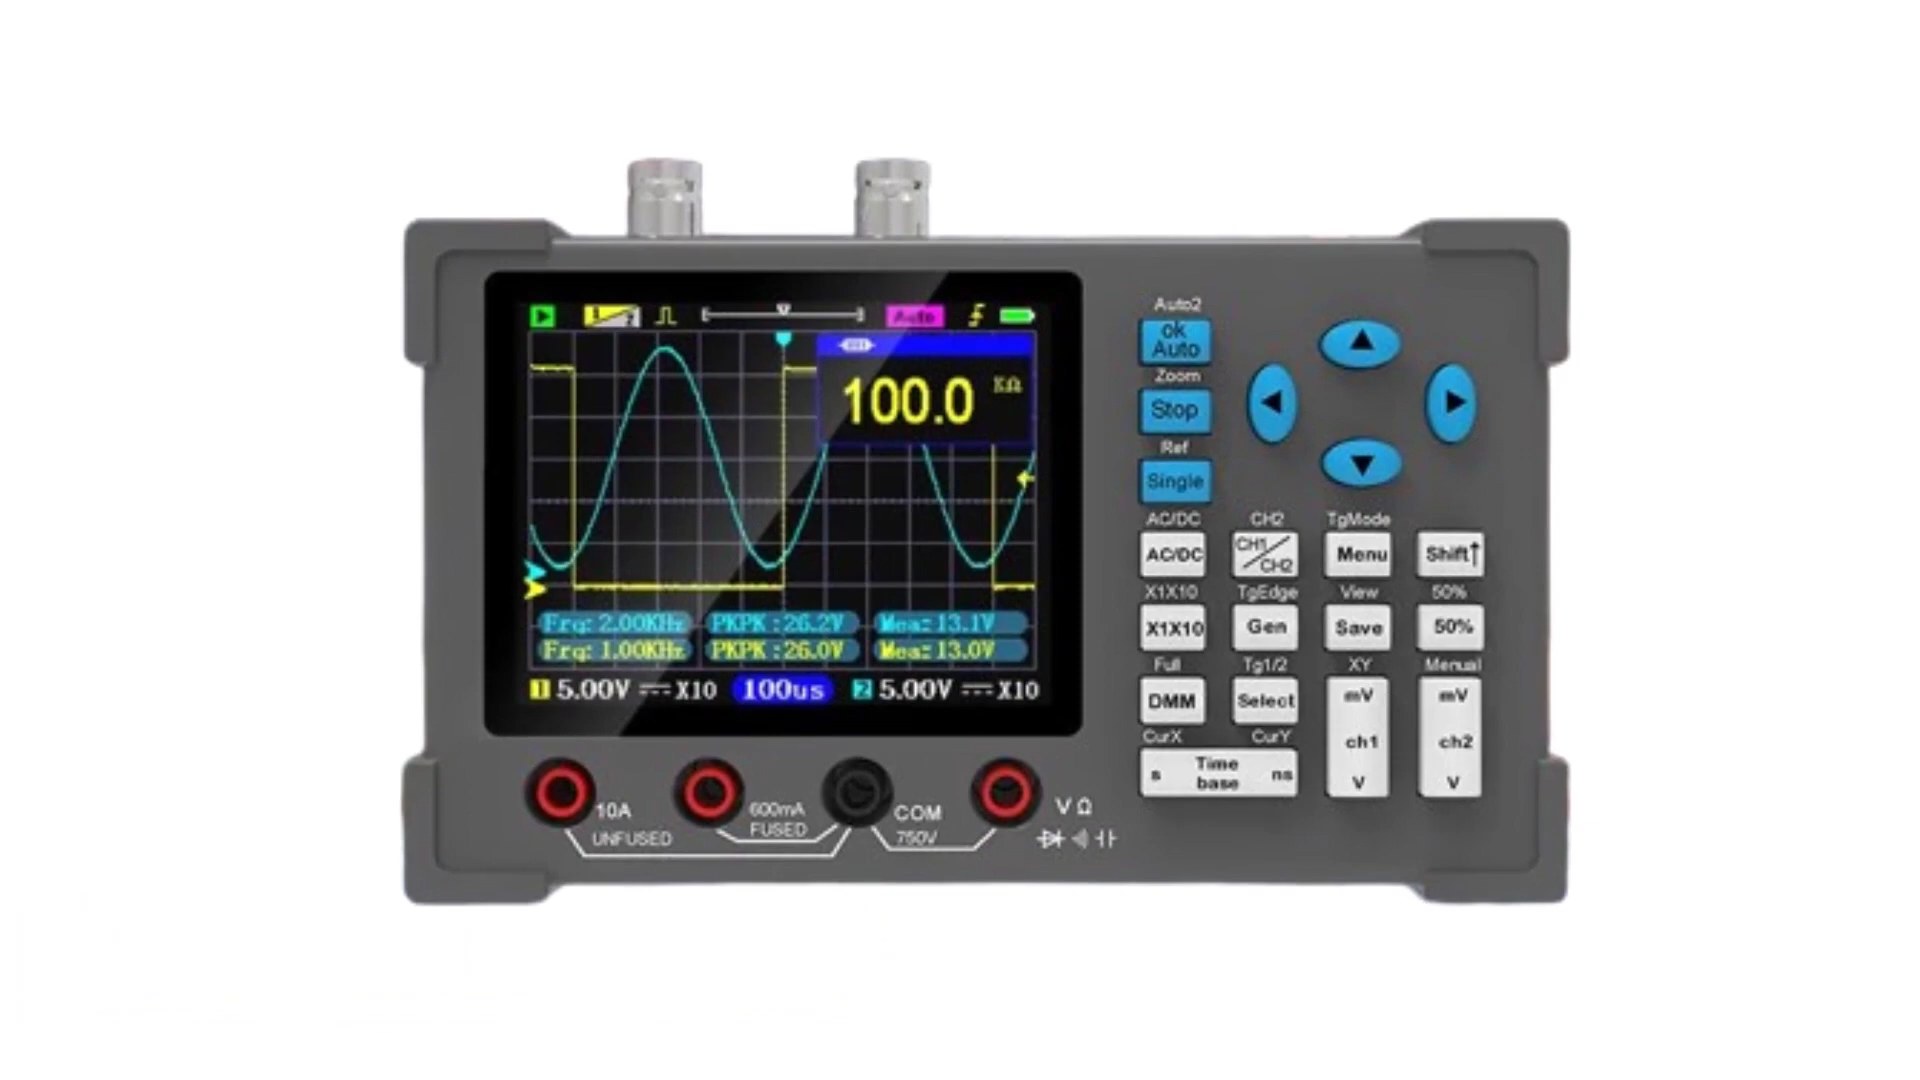 1 2
Auto
100.0 KΩ
Frq: 2.00KHz PKPK :26.2V Mea=13.1V
Frq: 1.00KHz PKPK :26.0V Mea=13.0V
1 5.00V X10 100us 2 5.00V X10
10A
UNFUSED
600mA
FUSED
COM
750V
V Ω
Auto2
ok
Auto
Zoom
Stop
Ref
Single
AC/DC CH2 TgMode
AC/DC CH1/CH2 Menu Shift↑
X1X10 TgEdge View 50%
X1X10 Gen Save 50%
Full Tg1/2 XY Menual
DMM Select mV mV
CurX CurY ch1 ch2
s Time base ns V V